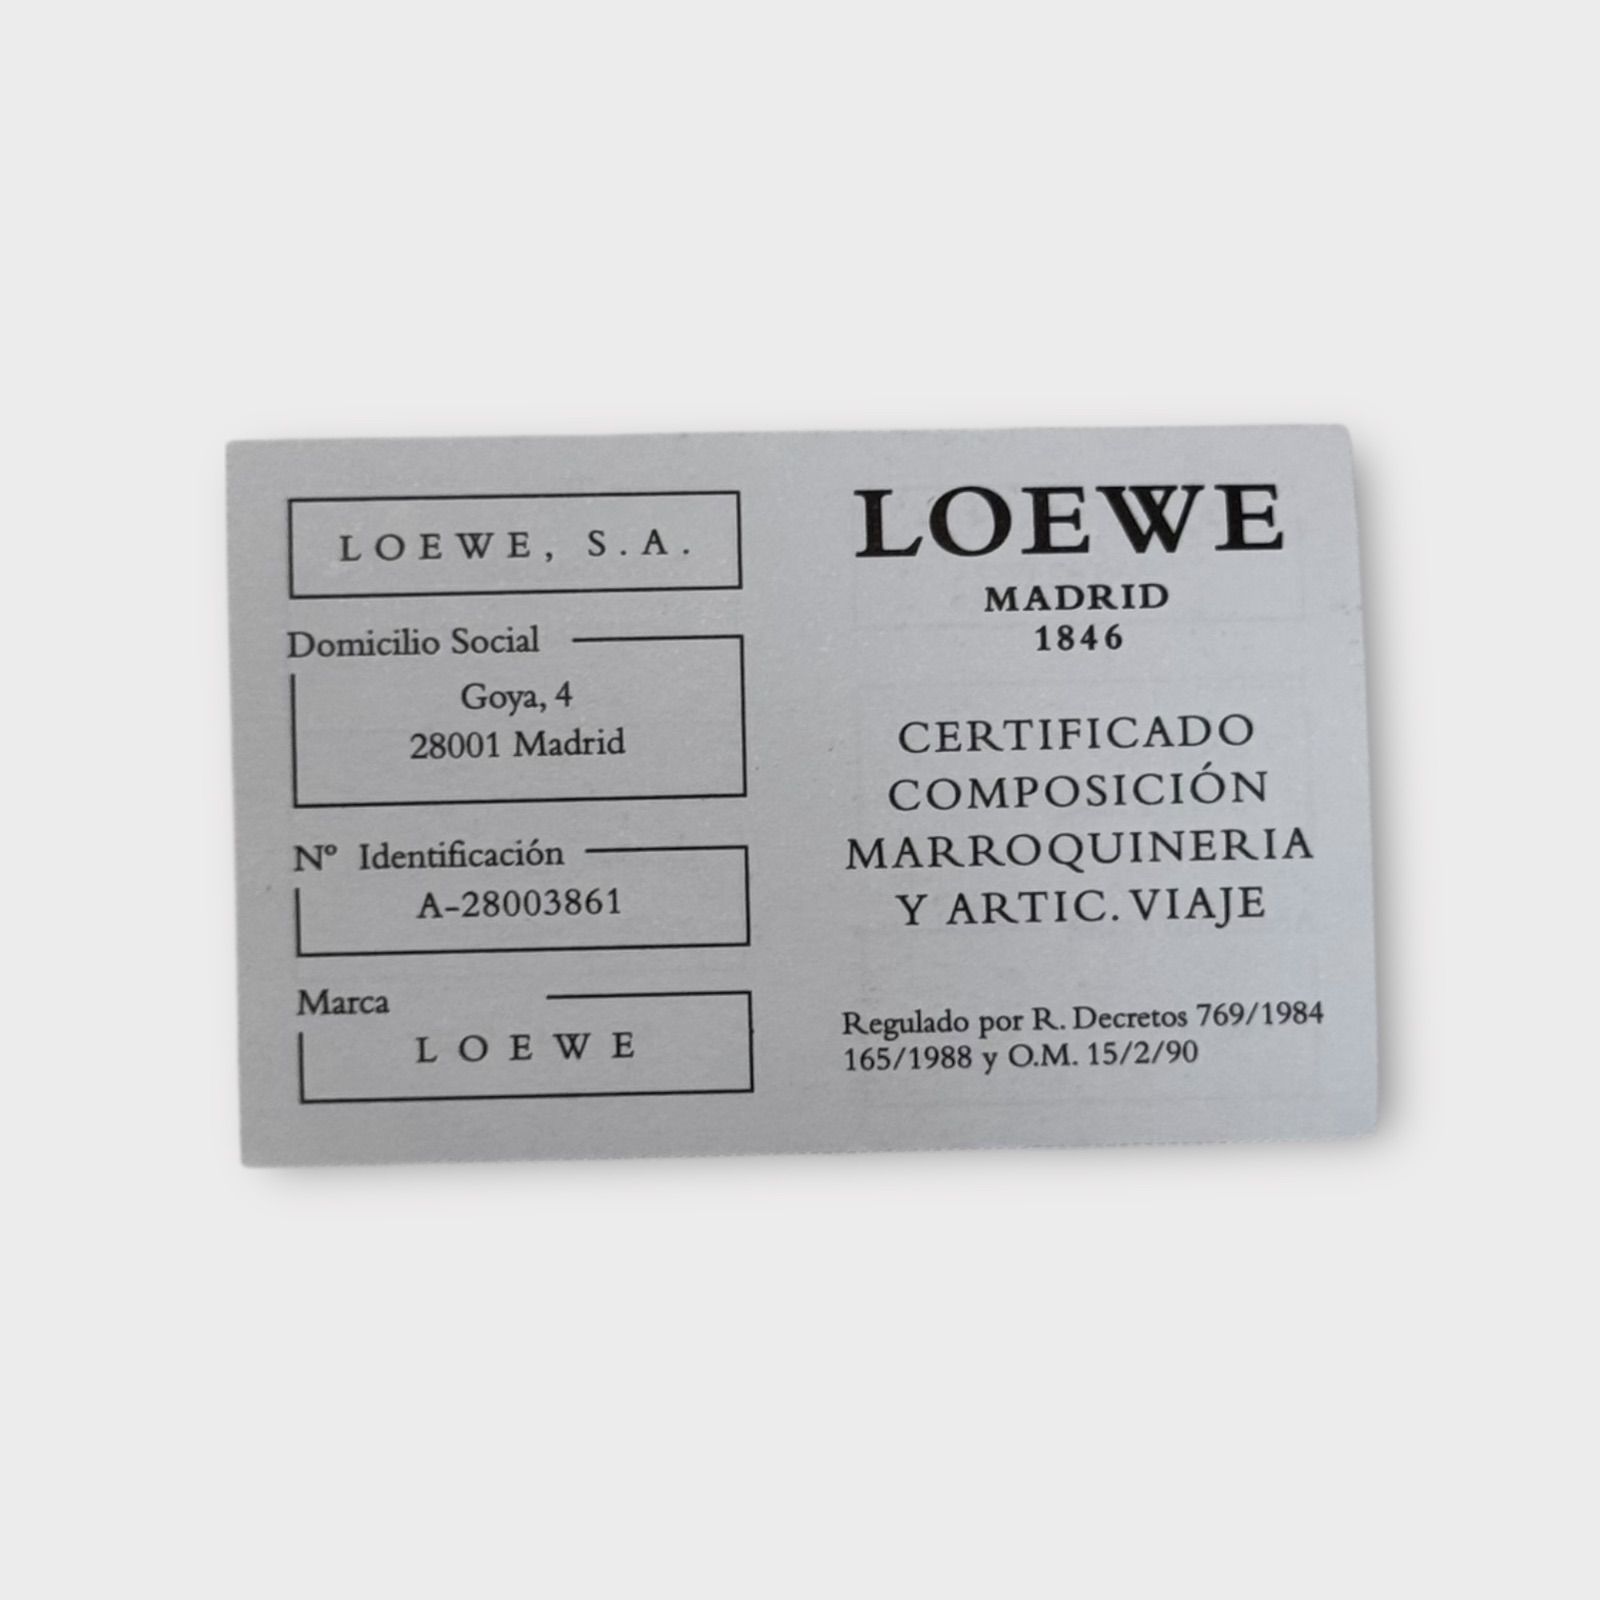 LOEWE, S.A.
Domicilio Social
Goya, 4
28001 Madrid
Nº Identificación
A-28003861
Marca
LOEWE
LOEWE
MADRID
1846
CERTIFICADO
COMPOSICIÓN
MARROQUINERIA
Y ARTIC. VIAJE
Regulado por R. Decretos 769/1984
165/1988 y O.M. 15/2/90